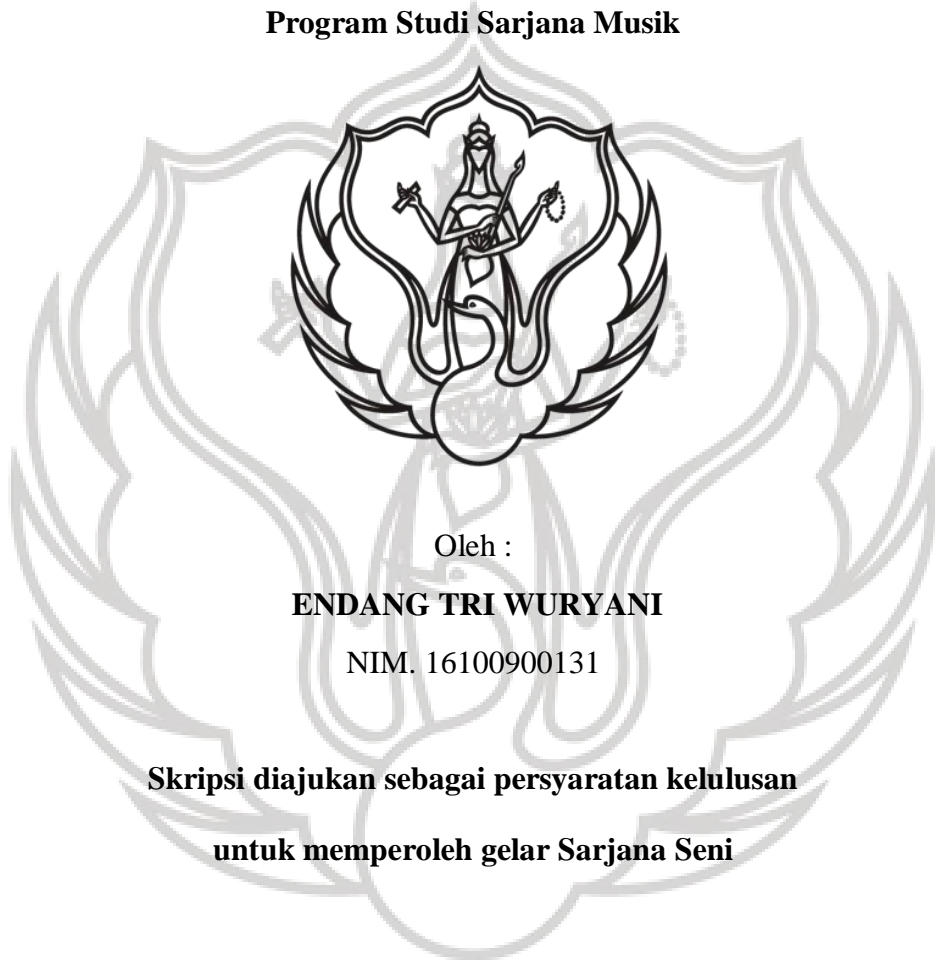 Program Studi Sarjana Musik
Oleh :
ENDANG TRI WURYANI
NIM. 16100900131
Skripsi diajukan sebagai persyaratan kelulusan
untuk memperoleh gelar Sarjana Seni